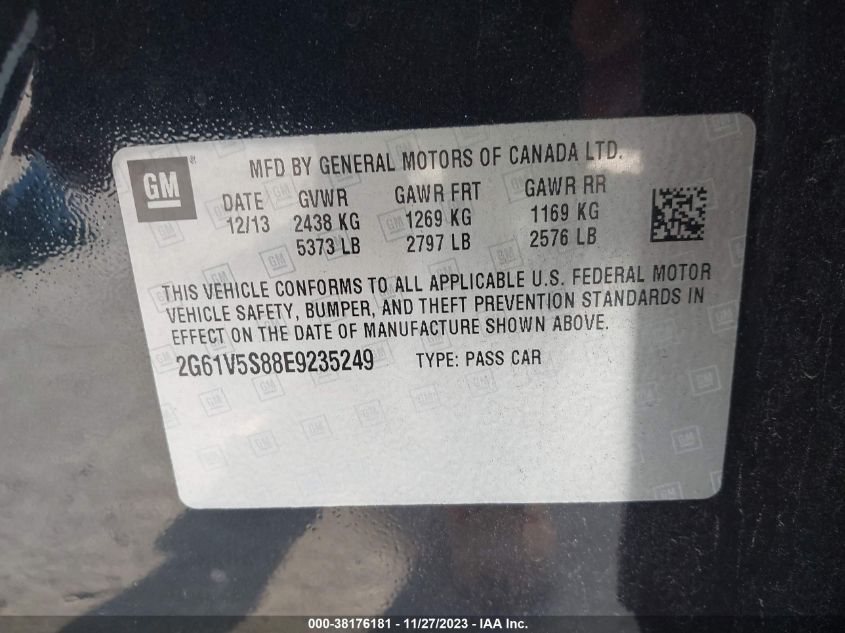 GM
MFD BY GENERAL MOTORS OF CANADA LTD.
DATE GVWR GAWR FRT GAWR RR
12/13 2438 KG 1269 KG 1169 KG
5373 LB 2797 LB 2576 LB
THIS VEHICLE CONFORMS TO ALL APPLICABLE U.S. FEDERAL MOTOR
VEHICLE SAFETY, BUMPER, AND THEFT PREVENTION STANDARDS IN
EFFECT ON THE DATE OF MANUFACTURE SHOWN ABOVE.
2G61V5S88E9235249 TYPE: PASS CAR
000-38176181 - 11/27/2023 - IAA Inc.